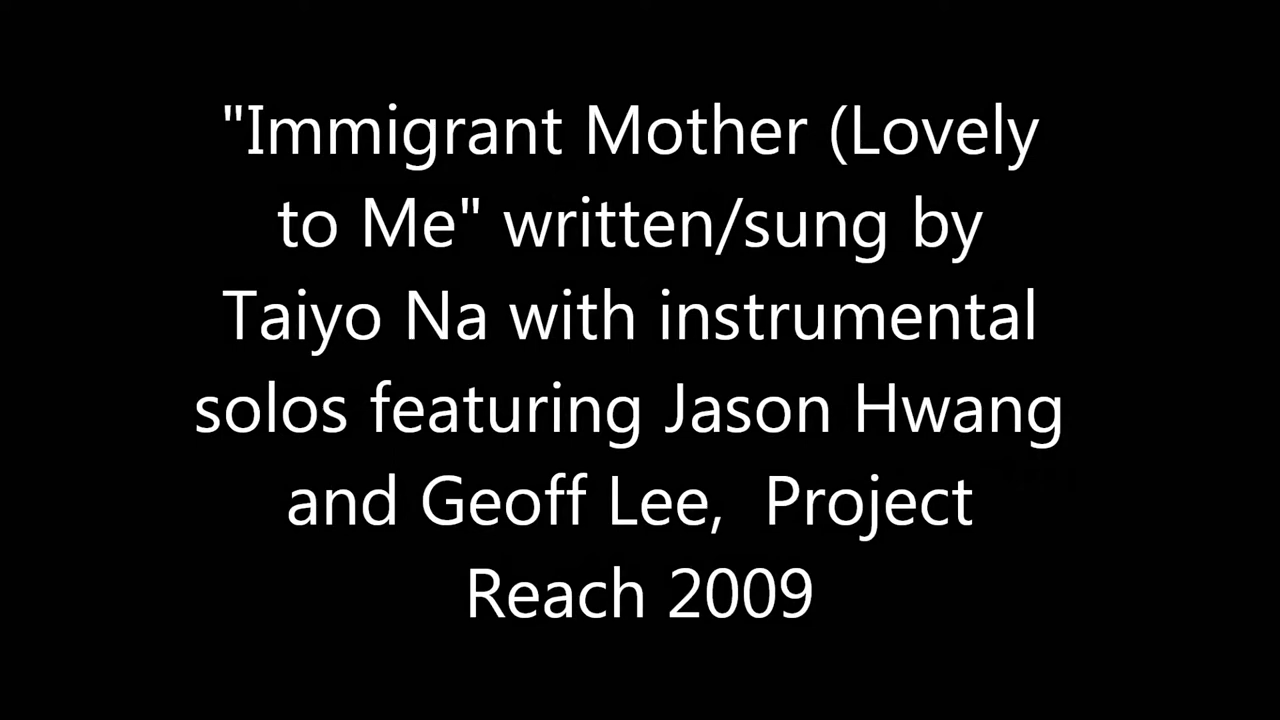 "Immigrant Mother (Lovely
to Me" written/sung by
Taiyo Na with instrumental
solos featuring Jason Hwang
and Geoff Lee,  Project
Reach 2009